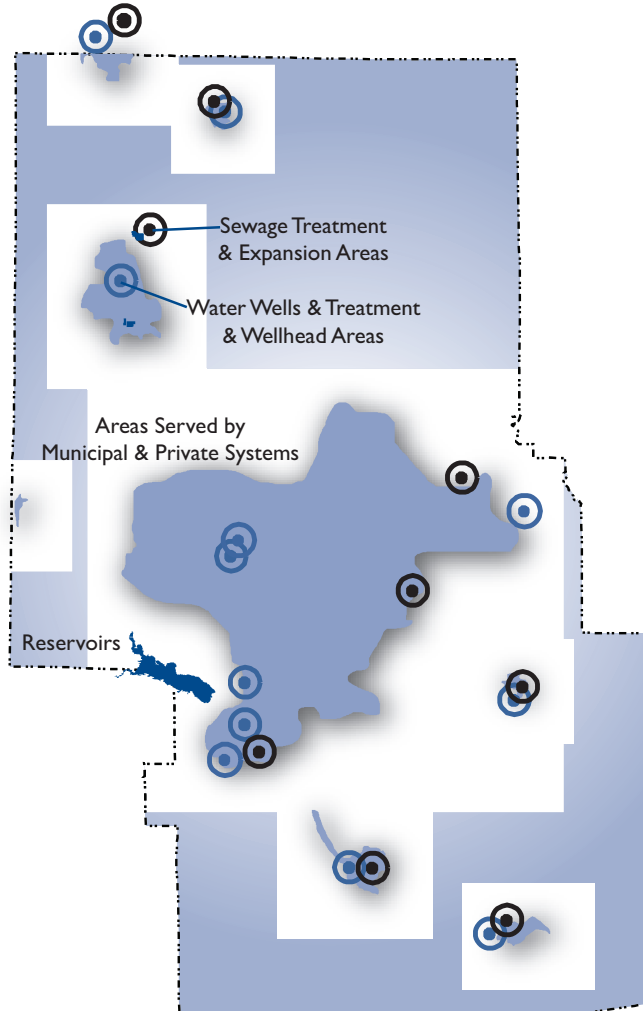 Sewage Treatment
& Expansion Areas
Water Wells & Treatment
& Wellhead Areas
Areas Served by
Municipal & Private Systems
Reservoirs